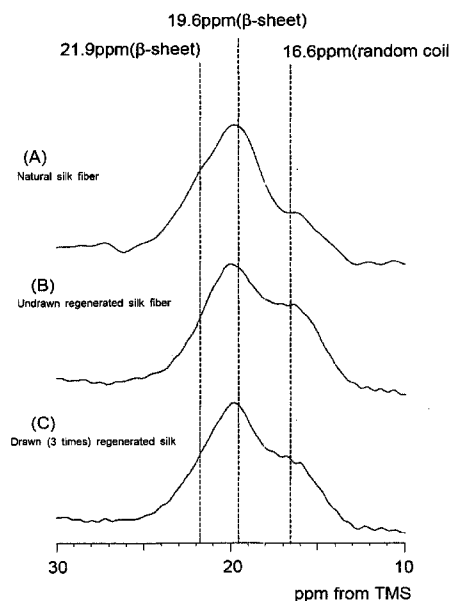 19.6ppm(β-sheet)
21.9ppm(β-sheet)
16.6ppm(random coil
(A)
Natural silk fiber
(B)
Undrawn regenerated silk fiber
(C)
Drawn (3 times) regenerated silk
30 20 10
ppm from TMS